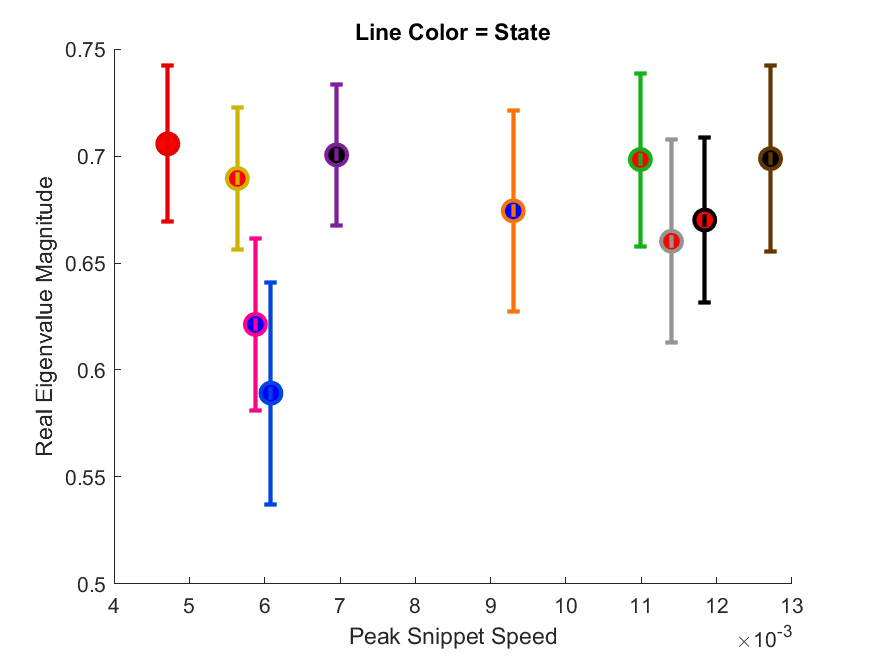 Line Color = State
0.75
0.7
0.65
0.6
0.55
0.5
Real Eigenvalue Magnitude
4 5 6 7 8 9 10 11 12 13
Peak Snippet Speed
×10-3